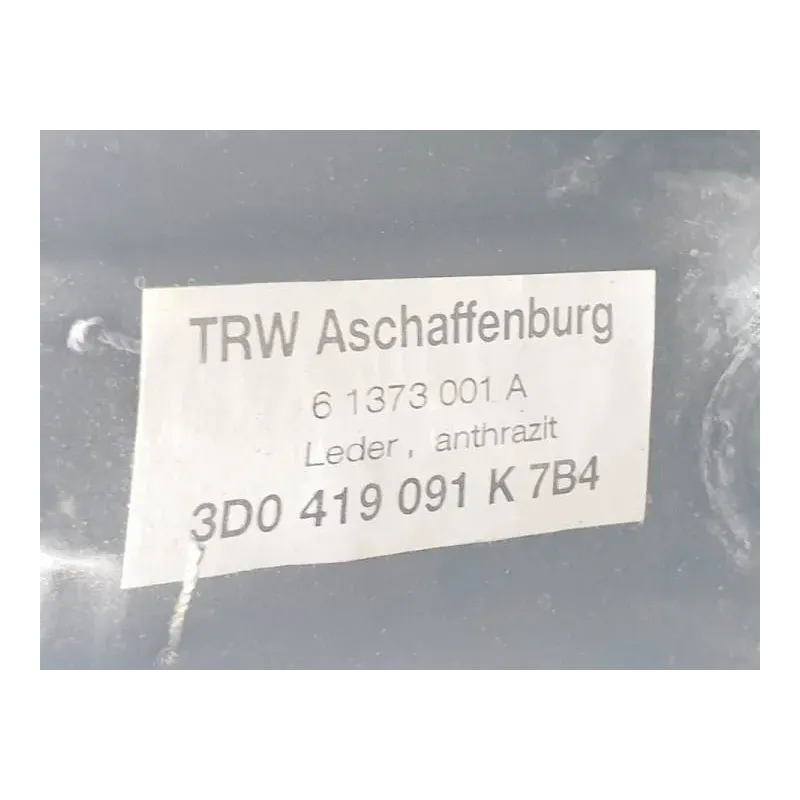 TRW Aschaffenburg
6 1373 001 A
Leder, anthrazit
3D0 419 091 K 7B4